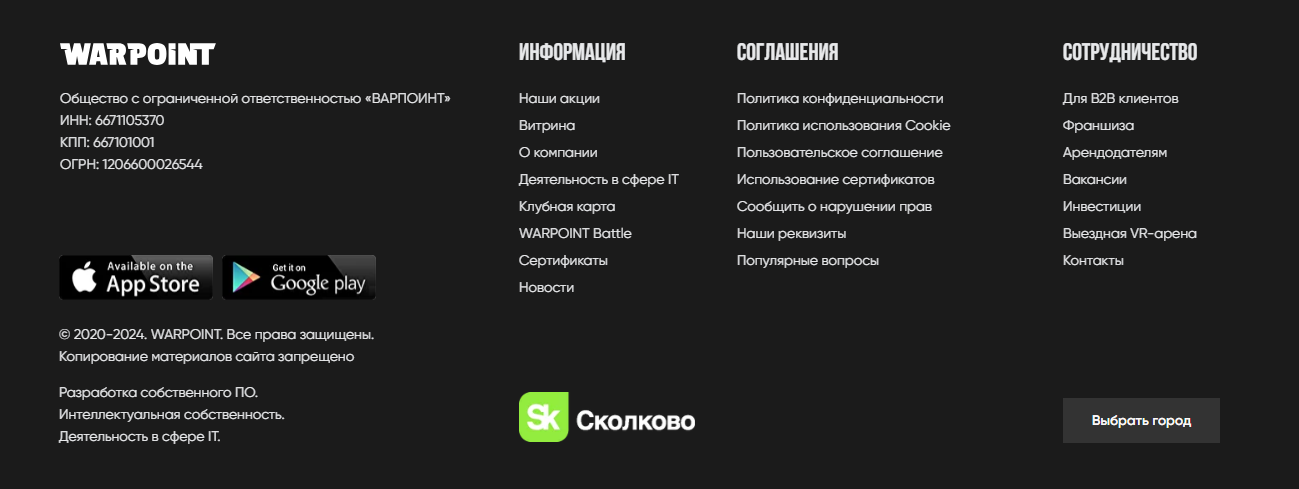 WARPOINT
Общество с ограниченной ответственностью «ВАРПОИНТ»
ИНН: 6671105370
КПП: 667101001
ОГРН: 1206600026544
Available on the
App Store
Get it on
Google play
© 2020-2024. WARPOINT. Все права защищены.
Копирование материалов сайта запрещено
Разработка собственного ПО.
Интеллектуальная собственность.
Деятельность в сфере IT.
ИНФОРМАЦИЯ
Наши акции
Витрина
О компании
Деятельность в сфере IT
Клубная карта
WARPOINT Battle
Сертификаты
Новости
Sk Сколково
СОГЛАШЕНИЯ
Политика конфиденциальности
Политика использования Cookie
Пользовательское соглашение
Использование сертификатов
Сообщить о нарушении прав
Наши реквизиты
Популярные вопросы
СОТРУДНИЧЕСТВО
Для B2B клиентов
Франшиза
Арендодателям
Вакансии
Инвестиции
Выездная VR-арена
Контакты
Выбрать город